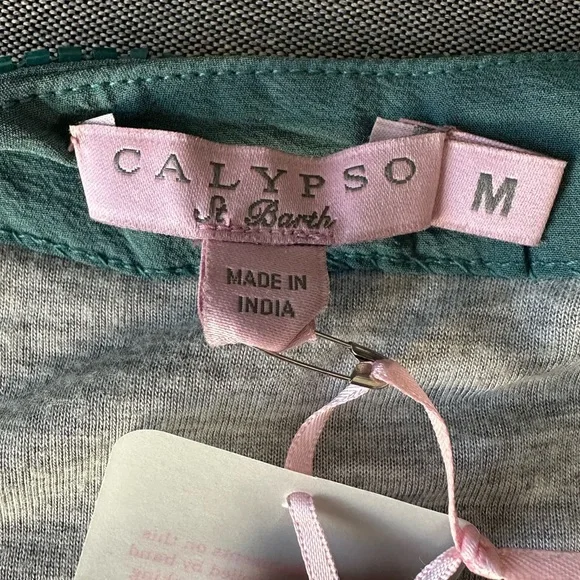 CALYPSO
St. Barth
M
MADE IN
INDIA